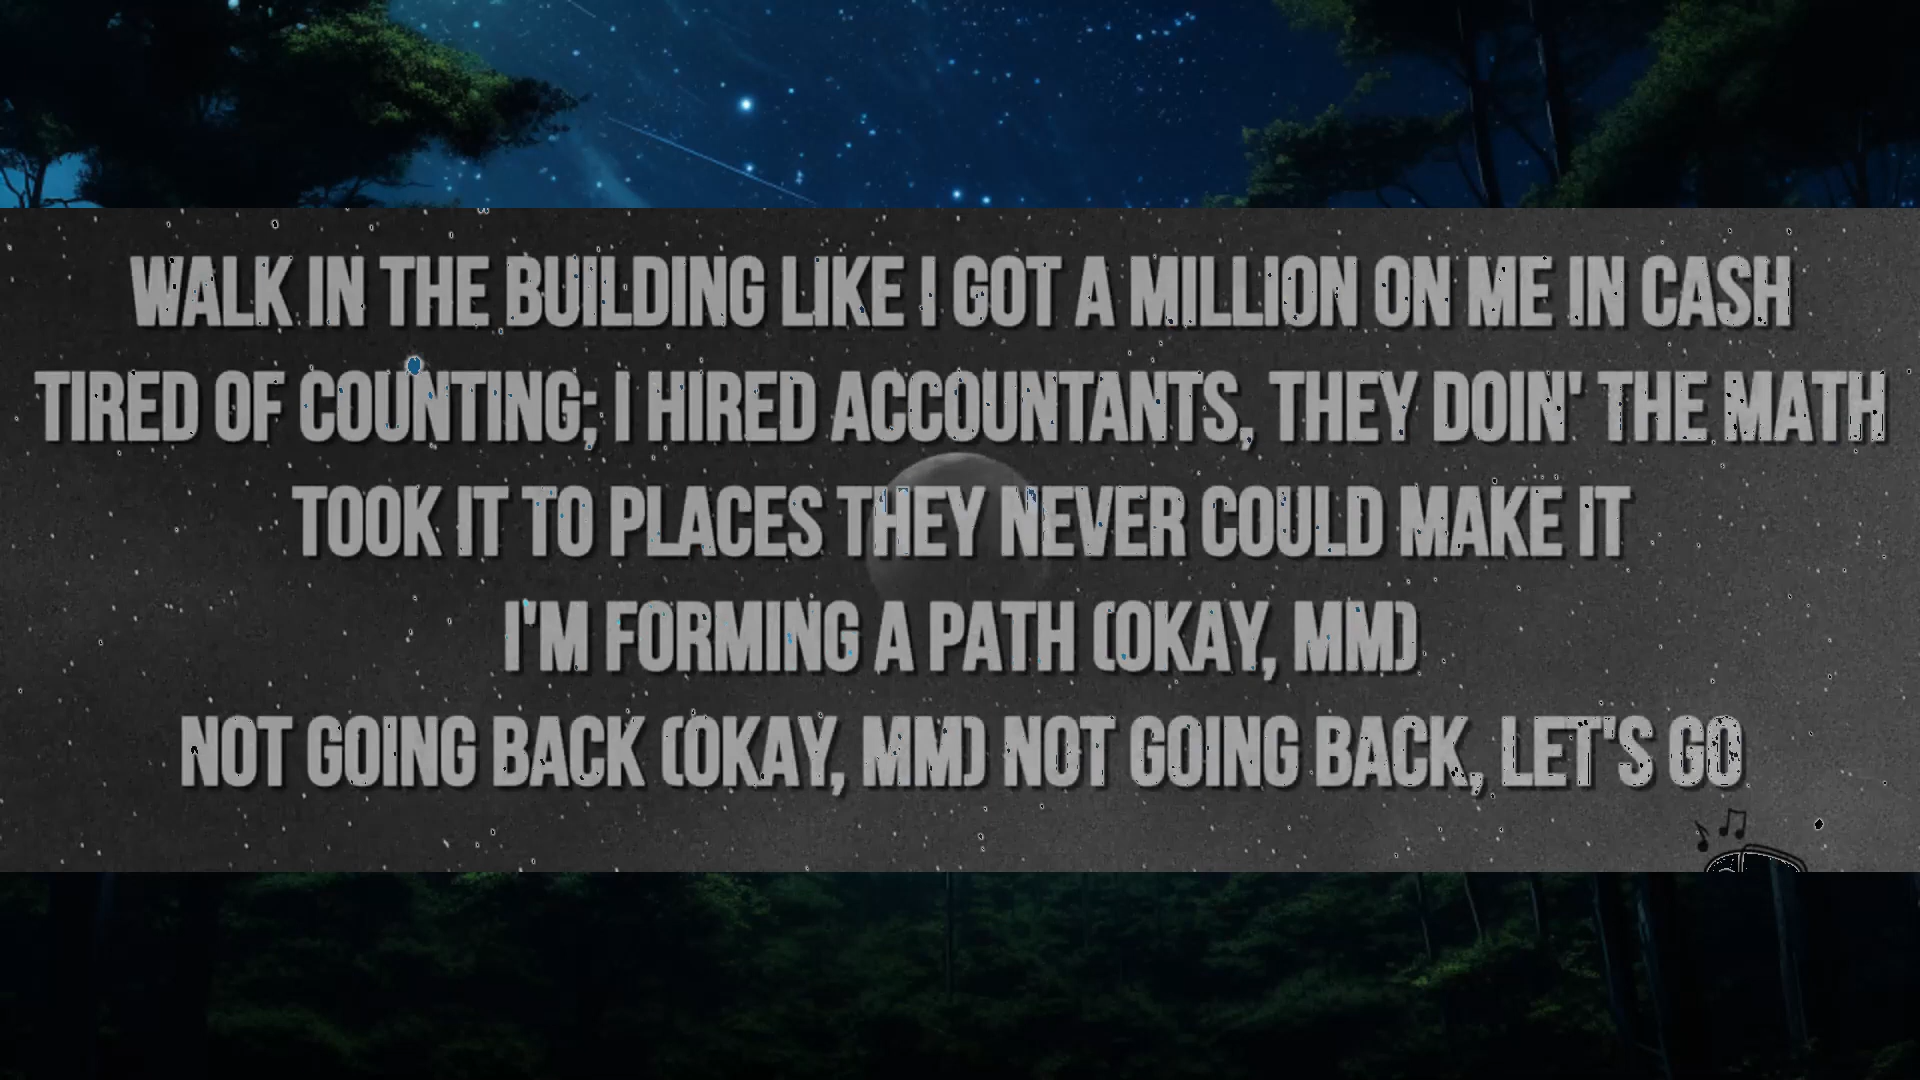 WALK IN THE BUILDING LIKE I GOT A MILLION ON ME IN CASH
TIRED OF COUNTING; I HIRED ACCOUNTANTS, THEY DOIN' THE MATH
TOOK IT TO PLACES THEY NEVER COULD MAKE IT
I'M FORMING A PATH (OKAY, MM)
NOT GOING BACK (OKAY, MM) NOT GOING BACK, LET'S GO